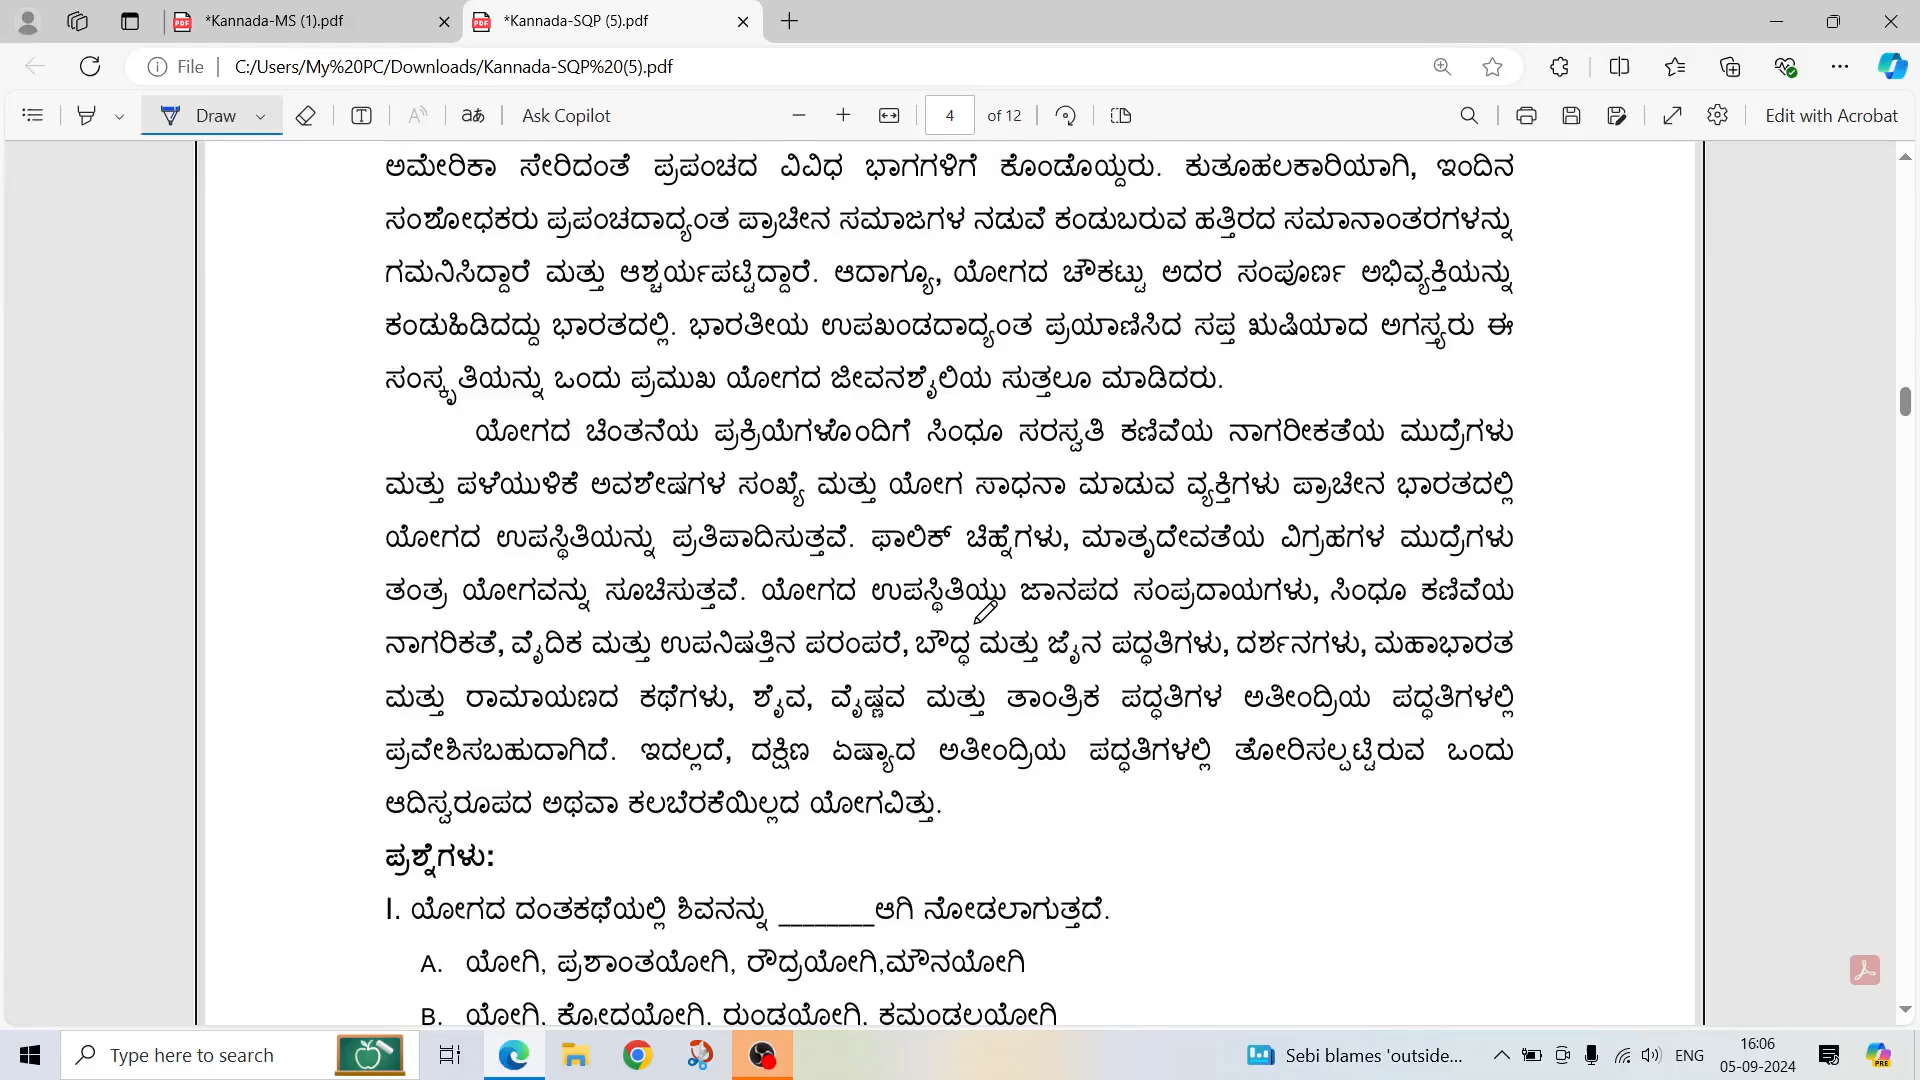 *Kannada-MS (1).pdf
*Kannada-SQP (5).pdf
File
C:/Users/My%20PC/Downloads/Kannada-SQP%20(5).pdf
Draw
Ask Copilot
4 of 12
Edit with Acrobat
ಅಮೇರಿಕಾ ಸೇರಿದಂತೆ ಪ್ರಪಂಚದ ವಿವಿಧ ಭಾಗಗಳಿಗೆ ಕೊಂಡೊಯ್ದರು. ಕುತೂಹಲಕಾರಿಯಾಗಿ, ಇಂದಿನ
ಸಂಶೋಧಕರು ಪ್ರಪಂಚದಾದ್ಯಂತ ಪ್ರಾಚೀನ ಸಮಾಜಗಳ ನಡುವೆ ಕಂಡುಬರುವ ಹತ್ತಿರದ ಸಮಾನಾಂತರಗಳನ್ನು
ಗಮನಿಸಿದ್ದಾರೆ ಮತ್ತು ಆಶ್ಚರ್ಯಪಟ್ಟಿದ್ದಾರೆ. ಆದಾಗ್ಯೂ, ಯೋಗದ ಚೌಕಟ್ಟು ಅದರ ಸಂಪೂರ್ಣ ಅಭಿವ್ಯಕ್ತಿಯನ್ನು
ಕಂಡುಹಿಡಿದದ್ದು ಭಾರತದಲ್ಲಿ. ಭಾರತೀಯ ಉಪಖಂಡದಾದ್ಯಂತ ಪ್ರಯಾಣಿಸಿದ ಸಪ್ತ ಋಷಿಯಾದ ಅಗಸ್ತ್ಯರು ಈ
ಸಂಸ್ಕೃತಿಯನ್ನು ಒಂದು ಪ್ರಮುಖ ಯೋಗದ ಜೀವನಶೈಲಿಯ ಸುತ್ತಲೂ ಮಾಡಿದರು.
ಯೋಗದ ಚಿಂತನೆಯ ಪ್ರಕ್ರಿಯೆಗಳೊಂದಿಗೆ ಸಿಂಧೂ ಸರಸ್ವತಿ ಕಣಿವೆಯ ನಾಗರೀಕತೆಯ ಮುದ್ರೆಗಳು
ಮತ್ತು ಪಳೆಯುಳಿಕೆ ಅವಶೇಷಗಳ ಸಂಖ್ಯೆ ಮತ್ತು ಯೋಗ ಸಾಧನಾ ಮಾಡುವ ವ್ಯಕ್ತಿಗಳು ಪ್ರಾಚೀನ ಭಾರತದಲ್ಲಿ
ಯೋಗದ ಉಪಸ್ಥಿತಿಯನ್ನು ಪ್ರತಿಪಾದಿಸುತ್ತವೆ. ಫಾಲಿಕ್ ಚಿಹ್ನೆಗಳು, ಮಾತೃದೇವತೆಯ ವಿಗ್ರಹಗಳ ಮುದ್ರೆಗಳು
ತಂತ್ರ ಯೋಗವನ್ನು ಸೂಚಿಸುತ್ತವೆ. ಯೋಗದ ಉಪಸ್ಥಿತಿಯು ಜಾನಪದ ಸಂಪ್ರದಾಯಗಳು, ಸಿಂಧೂ ಕಣಿವೆಯ
ನಾಗರಿಕತೆ, ವೈದಿಕ ಮತ್ತು ಉಪನಿಷತ್ತಿನ ಪರಂಪರೆ, ಬೌದ್ಧ ಮತ್ತು ಜೈನ ಪದ್ಧತಿಗಳು, ದರ್ಶನಗಳು, ಮಹಾಭಾರತ
ಮತ್ತು ರಾಮಾಯಣದ ಕಥೆಗಳು, ಶೈವ, ವೈಷ್ಣವ ಮತ್ತು ತಾಂತ್ರಿಕ ಪದ್ಧತಿಗಳ ಅತೀಂದ್ರಿಯ ಪದ್ಧತಿಗಳಲ್ಲಿ
ಪ್ರವೇಶಿಸಬಹುದಾಗಿದೆ. ಇದಲ್ಲದೆ, ದಕ್ಷಿಣ ಏಷ್ಯಾದ ಅತೀಂದ್ರಿಯ ಪದ್ಧತಿಗಳಲ್ಲಿ ತೋರಿಸಲ್ಪಟ್ಟಿರುವ ಒಂದು
ಆದಿಸ್ವರೂಪದ ಅಥವಾ ಕಲಬೆರಕೆಯಿಲ್ಲದ ಯೋಗವಿತ್ತು.
ಪ್ರಶ್ನೆಗಳು:
I. ಯೋಗದ ದಂತಕಥೆಯಲ್ಲಿ ಶಿವನನ್ನು ________ಆಗಿ ನೋಡಲಾಗುತ್ತದೆ.
A. ಯೋಗಿ, ಪ್ರಶಾಂತಯೋಗಿ, ರೌದ್ರಯೋಗಿ,ಮೌನಯೋಗಿ
B. ಯೋಗಿ, ಕ್ರೋದಯೋಗಿ, ರುಂಡಯೋಗಿ, ಕಮಂಡಲಯೋಗಿ
Type here to search
Sebi blames 'outside...
ENG
16:06
05-09-2024